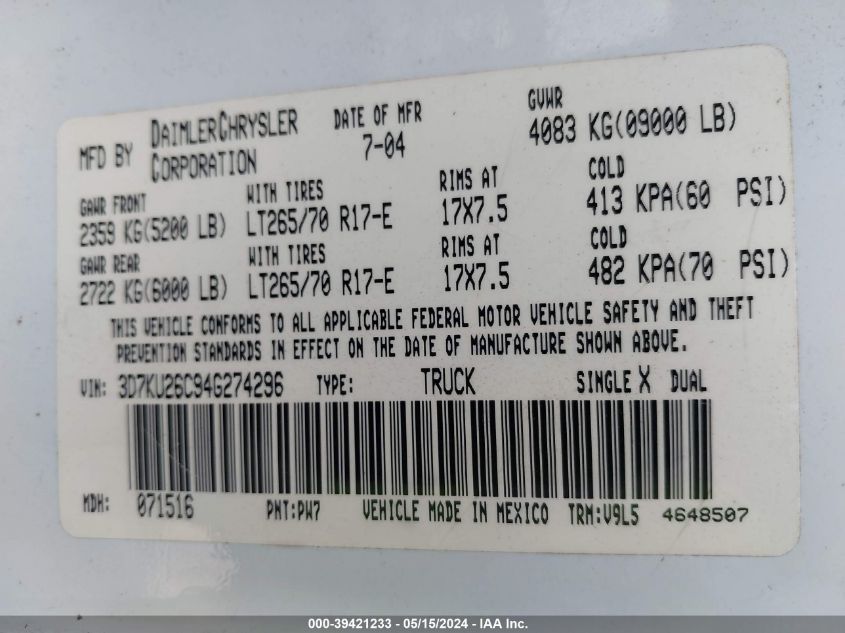 MFD BY DAIMLERCHRYSLER CORPORATION DATE OF MFR 7-04 GVWR 4083 KG(09000 LB)
GAWR FRONT WITH TIRES RIMS AT COLD
2359 KG(5200 LB) LT265/70 R17-E 17X7.5 413 KPA(60 PSI)
GAWR REAR WITH TIRES RIMS AT COLD
2722 KG(6000 LB) LT265/70 R17-E 17X7.5 482 KPA(70 PSI)
THIS VEHICLE CONFORMS TO ALL APPLICABLE FEDERAL MOTOR VEHICLE SAFETY AND THEFT
PREVENTION STANDARDS IN EFFECT ON THE DATE OF MANUFACTURE SHOWN ABOVE.
VIN: 3D7KU26C94G274296 TYPE: TRUCK SINGLE X DUAL
MDH: 071516 PNT:PW7 VEHICLE MADE IN MEXICO TRM:V9L5 4648507
000-39421233 - 05/15/2024 - IAA Inc.